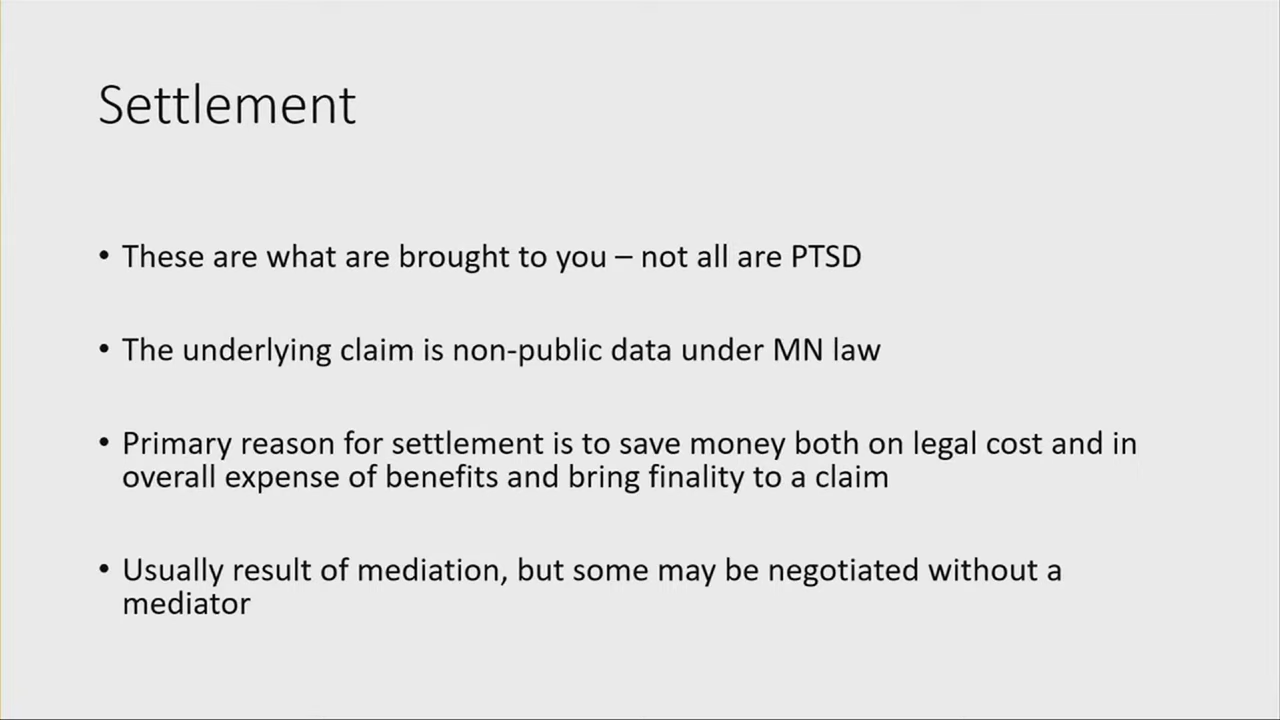 Settlement
• These are what are brought to you – not all are PTSD
• The underlying claim is non-public data under MN law
• Primary reason for settlement is to save money both on legal cost and in
overall expense of benefits and bring finality to a claim
• Usually result of mediation, but some may be negotiated without a
mediator